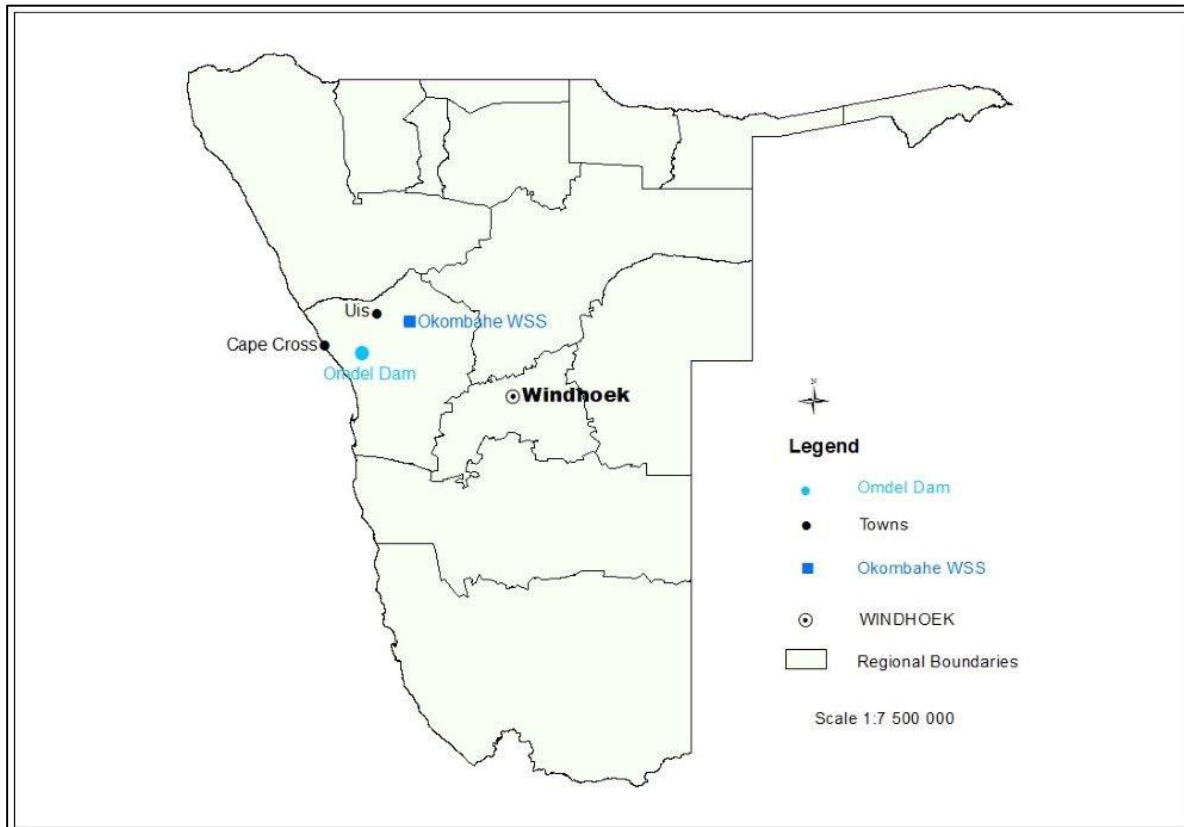 Uis
Okombahe WSS
Cape Cross
Omdel Dam
Windhoek
N
Legend
Omdel Dam
Towns
Okombahe WSS
WINDHOEK
Regional Boundaries
Scale 1:7 500 000